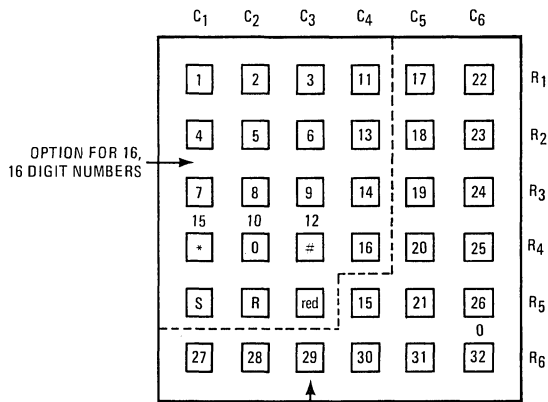 C1 C2 C3 C4 C5 C6
1 2 3 11 17 22 R1
4 5 6 13 18 23 R2
OPTION FOR 16,
16 DIGIT NUMBERS
7 8 9 14 19 24 R3
15 10 12
* 0 # 16 20 25 R4
S R red 15 21 26 R5
0
27 28 29 30 31 32 R6